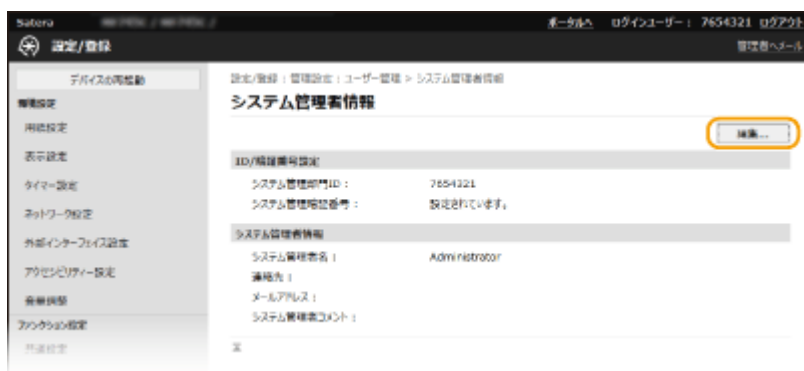 Satera
ポータルへ ログインユーザー： 7654321 ログアウト
設定/登録
管理者へメール
デバイスの再起動
設定/登録：管理設定：ユーザー管理 > システム管理者情報
環境設定
システム管理者情報
用紙設定
編集...
表示設定
ID/暗証番号設定
タイマー設定
システム管理部門ID： 7654321
システム管理暗証番号： 設定されています。
ネットワーク設定
システム管理者情報
外部インターフェイス設定
システム管理者名： Administrator
アクセシビリティー設定
連絡先：
メールアドレス：
音量調整
システム管理者コメント：
ファンクション設定
共通設定